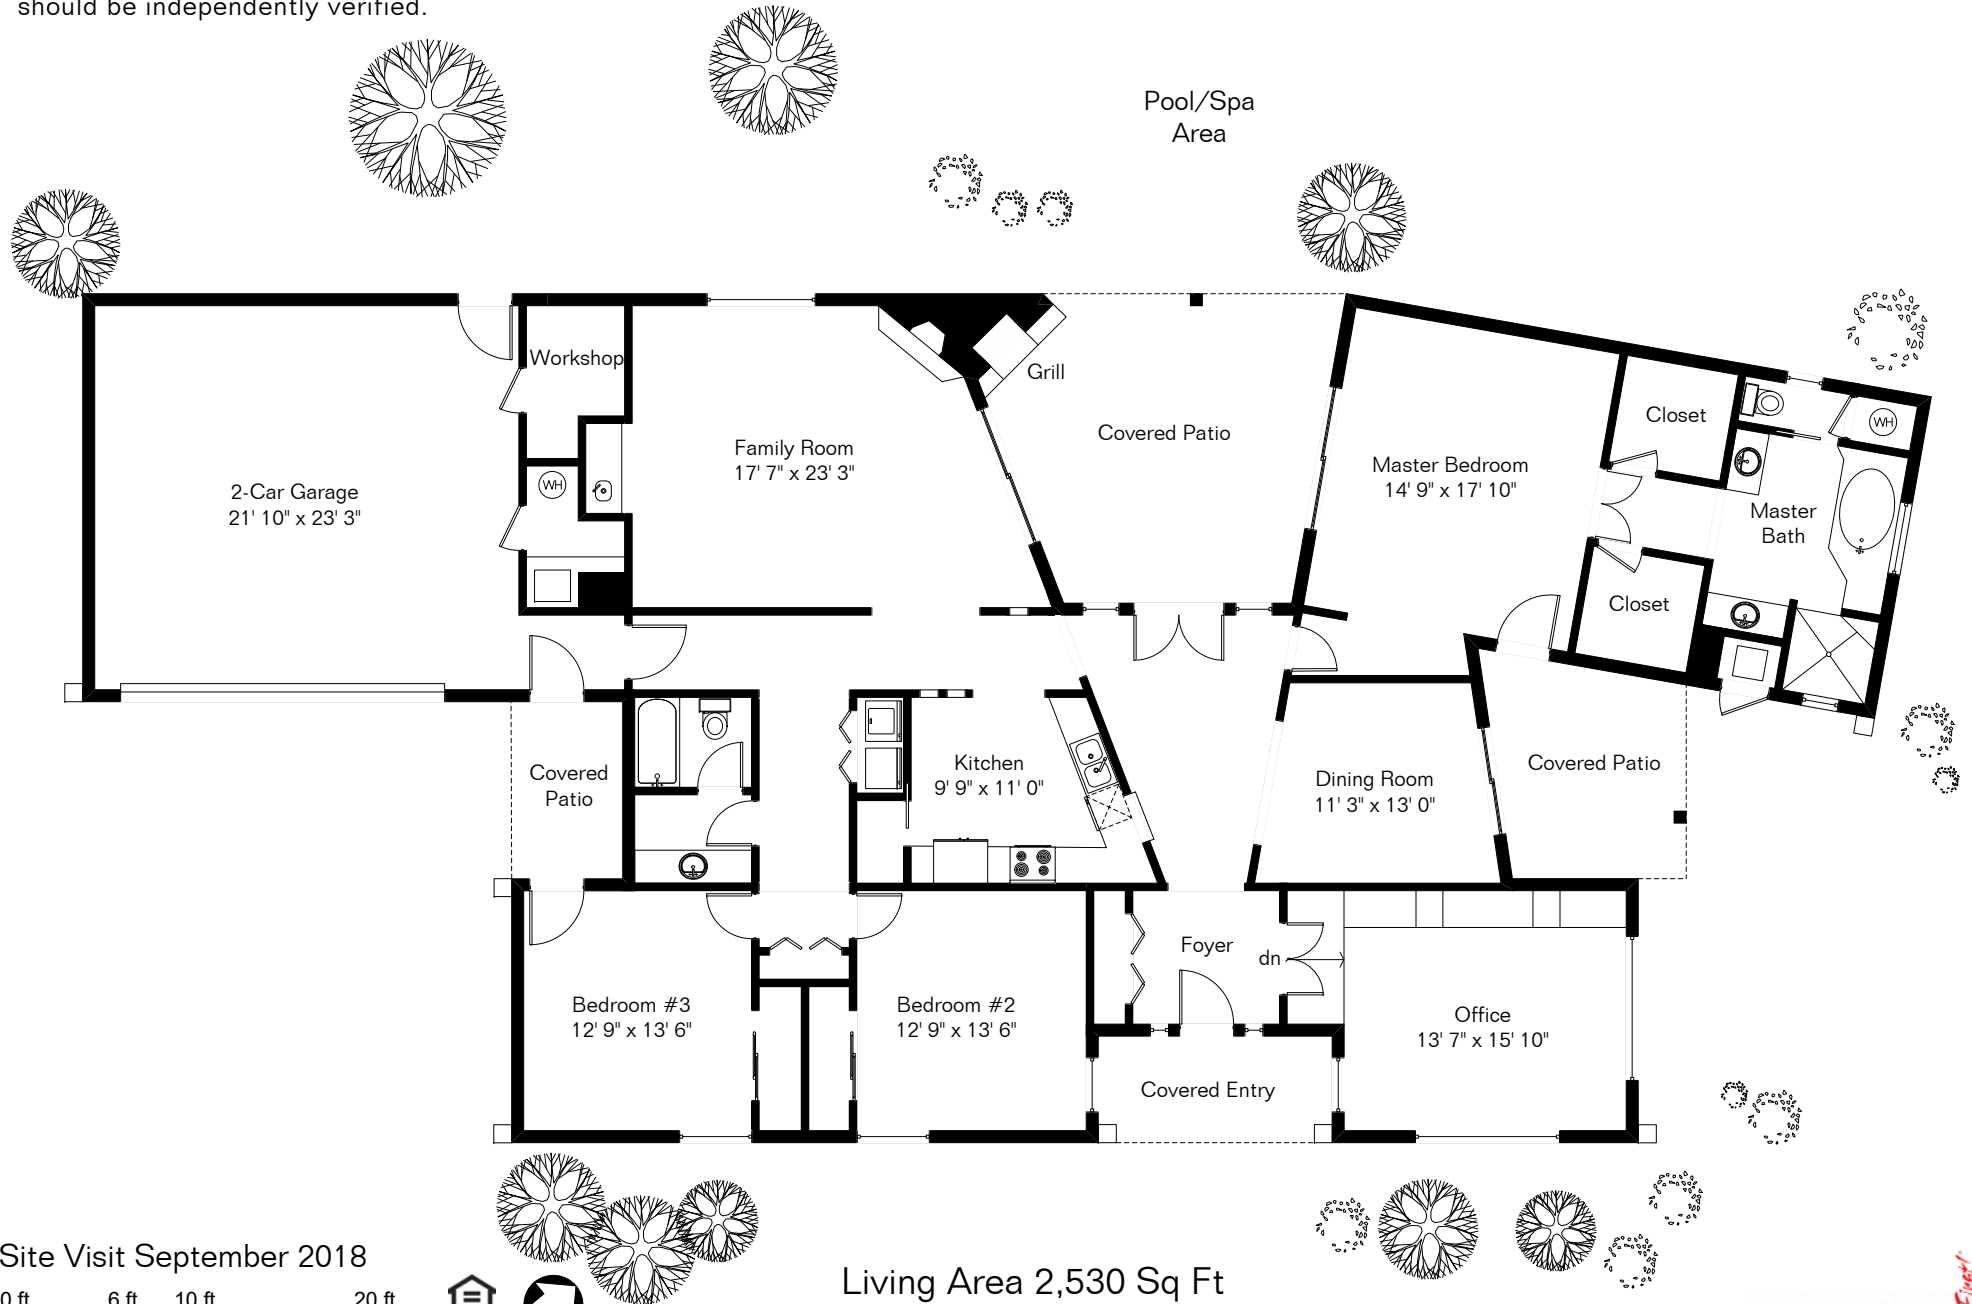 should be independently verified.
Pool/Spa
Area
Workshop
Grill
Covered Patio
Closet
WH
Family Room
17' 7" x 23' 3"
Master Bedroom
14' 9" x 17' 10"
2-Car Garage
21' 10" x 23' 3"
WH
Master
Bath
Closet
Covered
Patio
Kitchen
9' 9" x 11' 0"
Dining Room
11' 3" x 13' 0"
Covered Patio
Foyer
dn
Bedroom #3
12' 9" x 13' 6"
Bedroom #2
12' 9" x 13' 6"
Office
13' 7" x 15' 10"
Covered Entry
Site Visit September 2018
Living Area 2,530 Sq Ft
0 ft 6 ft 10 ft 20 ft